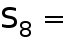 S₈ =